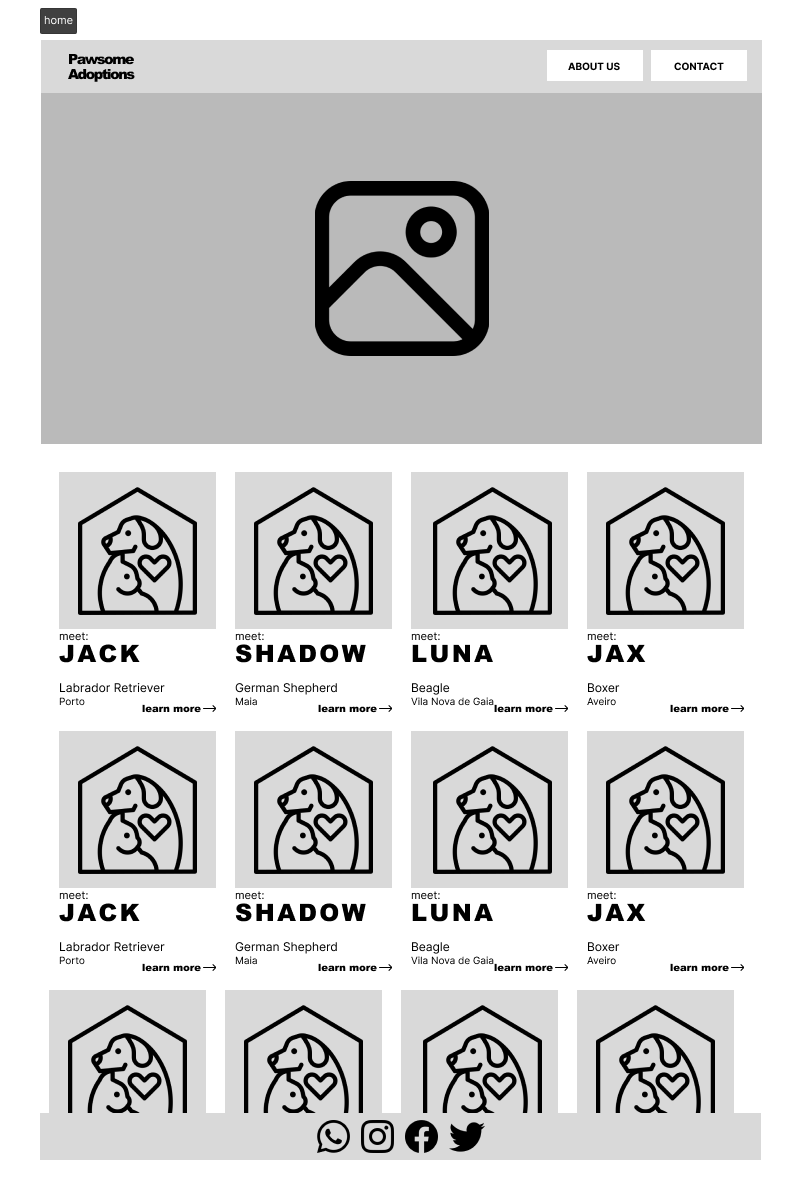 home
Pawsome
Adoptions
ABOUT US
CONTACT
meet:
JACK
Labrador Retriever
Porto
learn more
meet:
SHADOW
German Shepherd
Maia
learn more
meet:
LUNA
Beagle
Vila Nova de Gaia
learn more
meet:
JAX
Boxer
Aveiro
learn more
meet:
JACK
Labrador Retriever
Porto
learn more
meet:
SHADOW
German Shepherd
Maia
learn more
meet:
LUNA
Beagle
Vila Nova de Gaia
learn more
meet:
JAX
Boxer
Aveiro
learn more